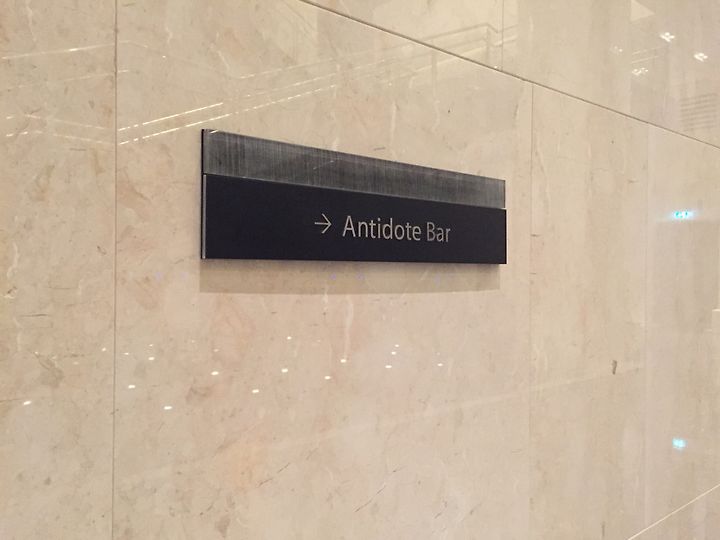 → Antidote Bar